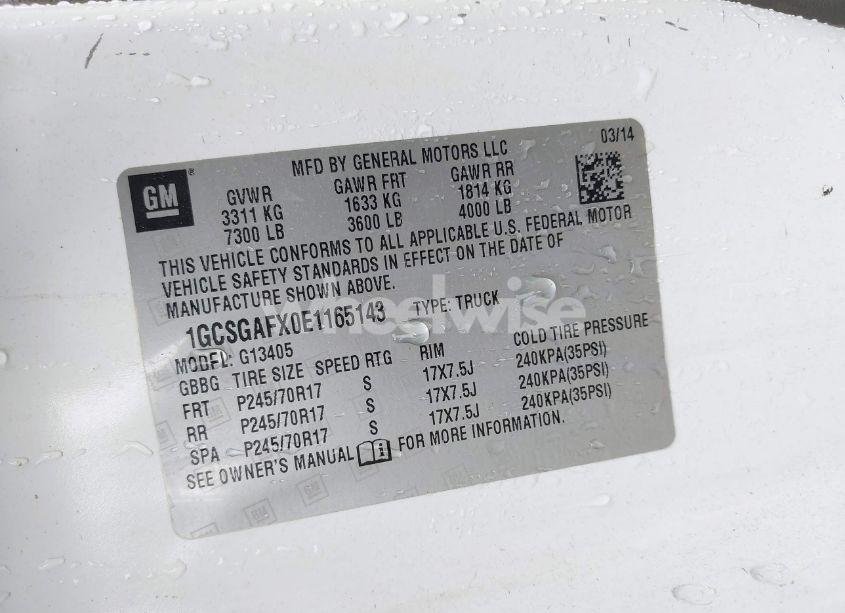 03/14
MFD BY GENERAL MOTORS LLC
GM
GVWR GAWR FRT GAWR RR
3311 KG 1633 KG 1814 KG
7300 LB 3600 LB 4000 LB
THIS VEHICLE CONFORMS TO ALL APPLICABLE U.S. FEDERAL MOTOR
VEHICLE SAFETY STANDARDS IN EFFECT ON THE DATE OF
MANUFACTURE SHOWN ABOVE.
1GCSGAFX0E1165143 TYPE: TRUCK
wheelwise
MODEL: G13405
GBBG TIRE SIZE SPEED RTG RIM COLD TIRE PRESSURE
FRT P245/70R17 S 17X7.5J 240KPA(35PSI)
RR P245/70R17 S 17X7.5J 240KPA(35PSI)
SPA P245/70R17 S 17X7.5J 240KPA(35PSI)
SEE OWNER'S MANUAL FOR MORE INFORMATION.